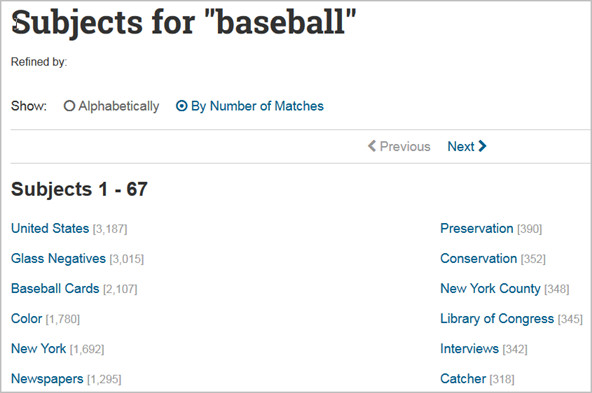 Subjects for "baseball"
Refined by:
Show: Alphabetically By Number of Matches
Previous Next
Subjects 1 - 67
United States [3,187]
Glass Negatives [3,015]
Baseball Cards [2,107]
Color [1,780]
New York [1,692]
Newspapers [1,295]
Preservation [390]
Conservation [352]
New York County [348]
Library of Congress [345]
Interviews [342]
Catcher [318]